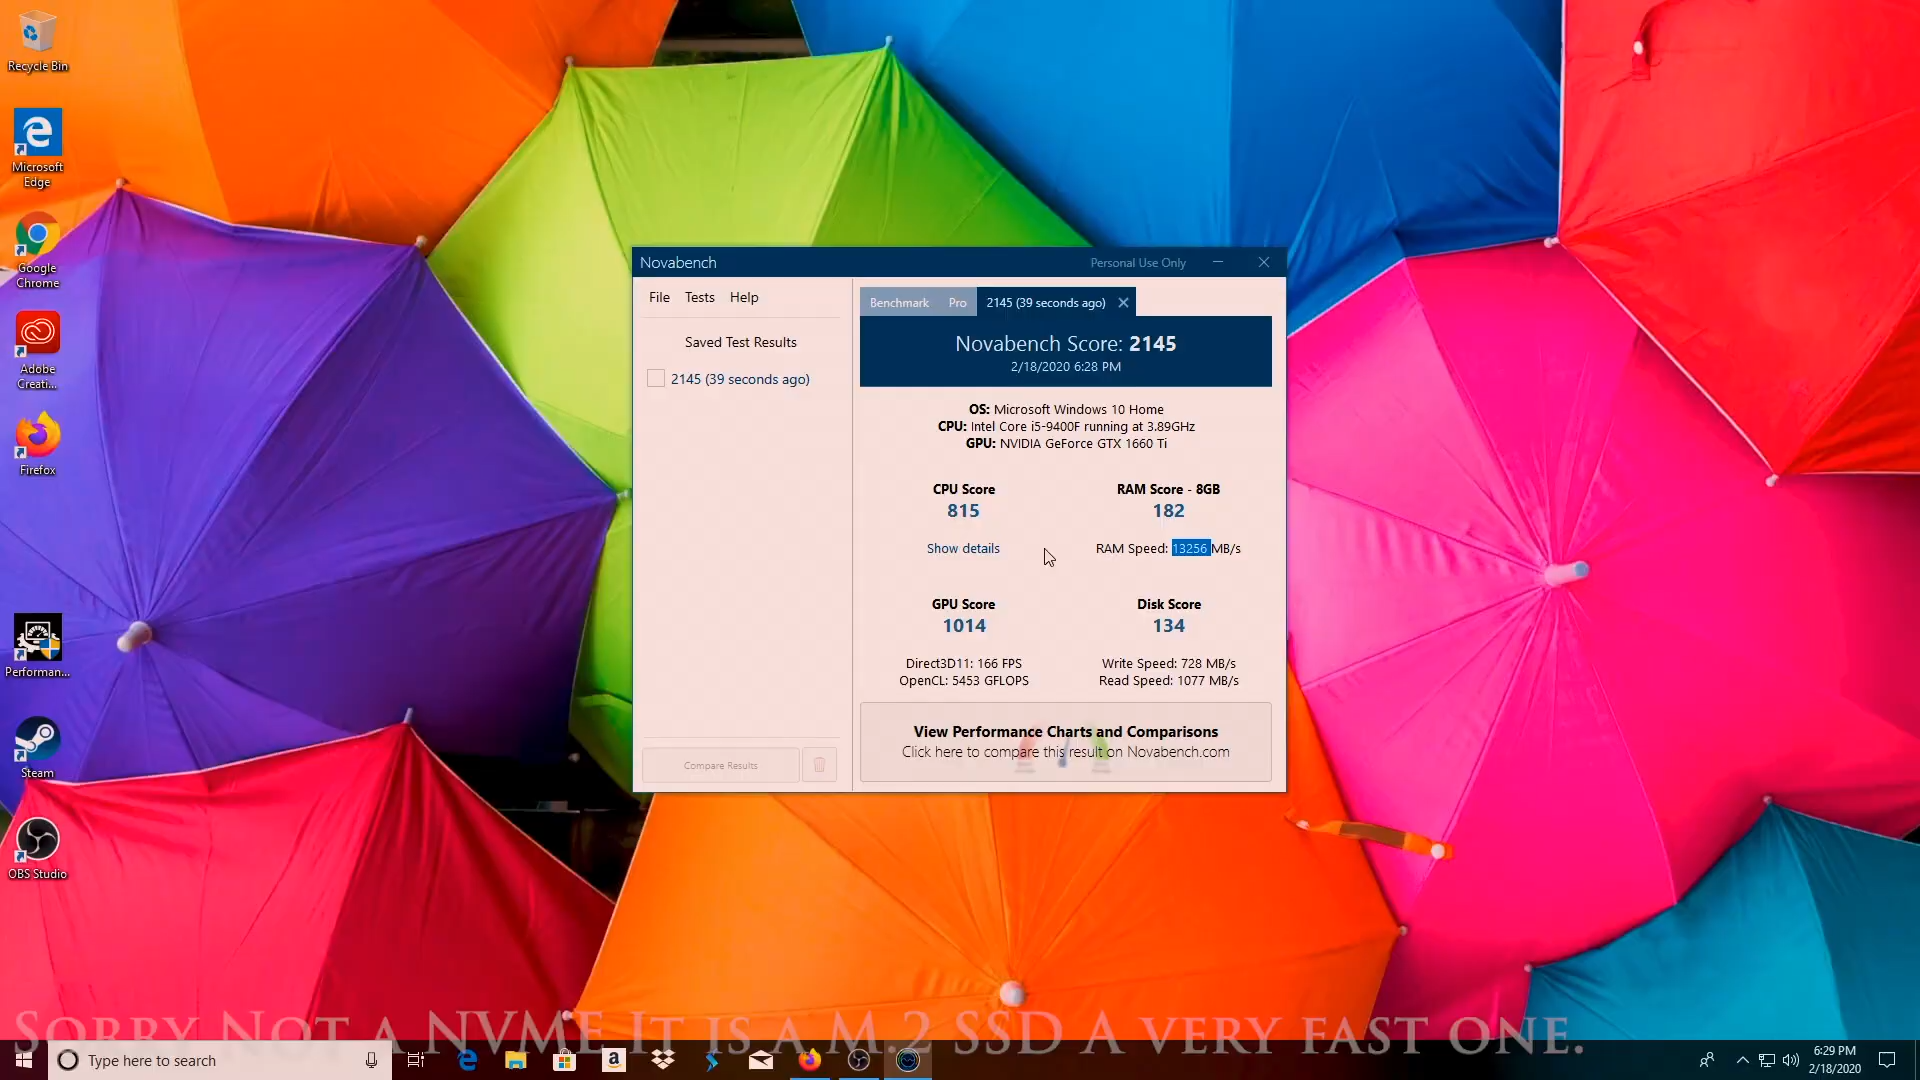 Recycle Bin
Microsoft
Edge
Google
Chrome
Adobe
Creati...
Firefox
Performan...
Steam
OBS Studio
Novabench
Personal Use Only
File Tests Help
Saved Test Results
2145 (39 seconds ago)
Compare Results
Benchmark Pro 2145 (39 seconds ago)
Novabench Score: 2145
2/18/2020 6:28 PM
OS: Microsoft Windows 10 Home
CPU: Intel Core i5-9400F running at 3.89GHz
GPU: NVIDIA GeForce GTX 1660 Ti
CPU Score
815
Show details
RAM Score - 8GB
182
RAM Speed: 13256 MB/s
GPU Score
1014
Direct3D11: 166 FPS
OpenCL: 5453 GFLOPS
Disk Score
134
Write Speed: 728 MB/s
Read Speed: 1077 MB/s
View Performance Charts and Comparisons
Click here to compare this result on Novabench.com
Sorry Not a NVME It is a M.2 SSD A very fast one.
Type here to search
6:29 PM
2/18/2020